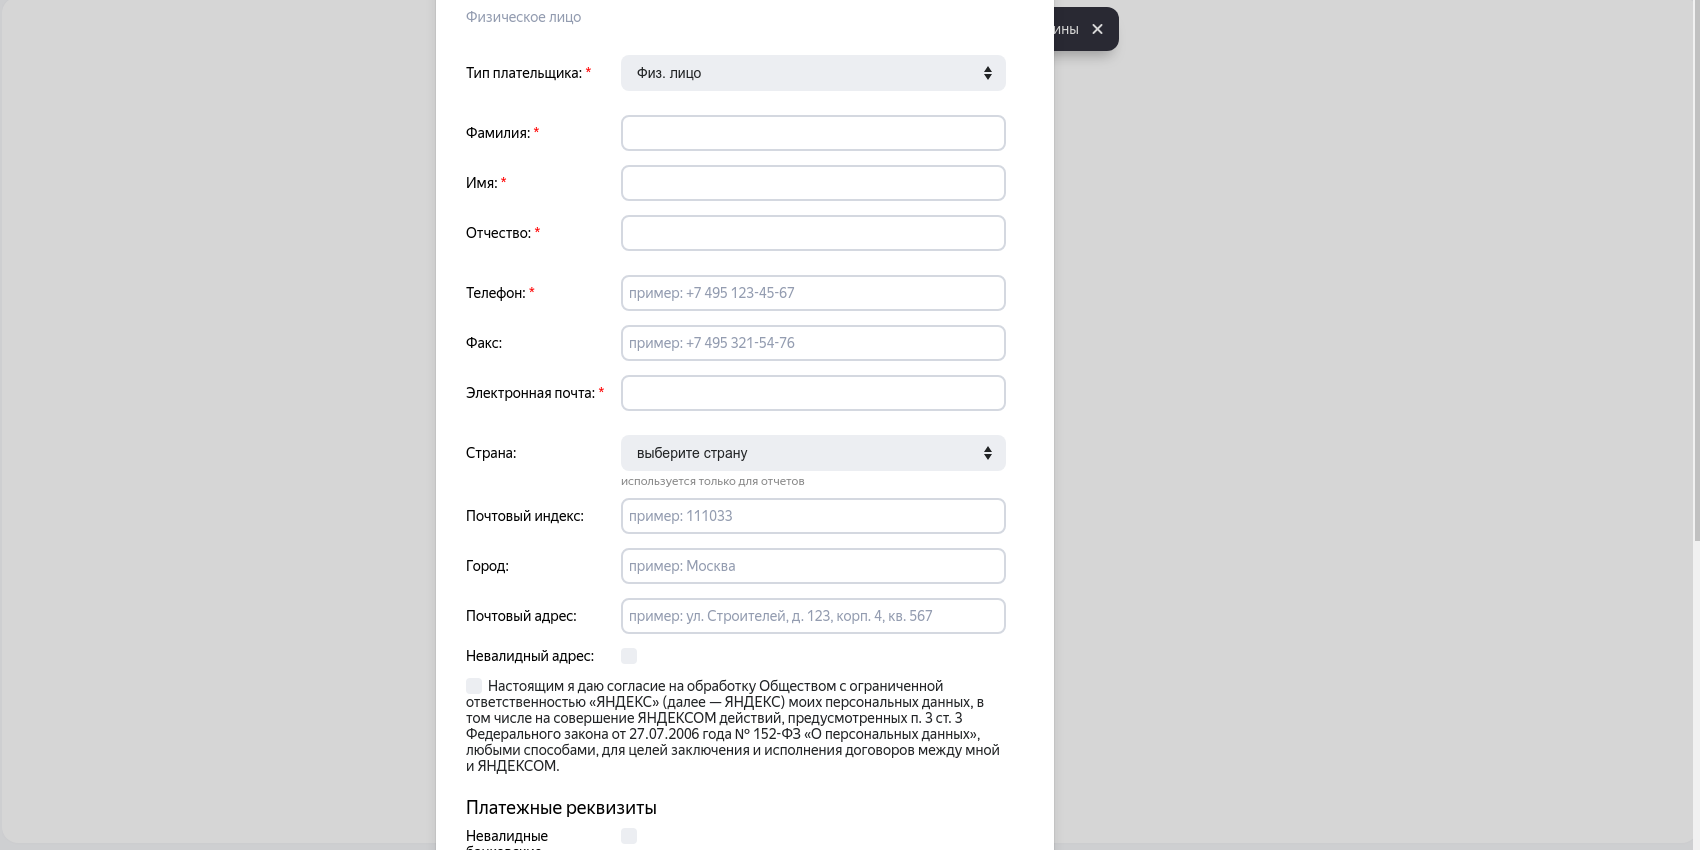 Физическое лицо
ины
Тип плательщика: *
Физ. лицо
Фамилия: *
Имя: *
Отчество: *
Телефон: *
пример: +7 495 123-45-67
Факс:
пример: +7 495 321-54-76
Электронная почта: *
Страна:
выберите страну
используется только для отчетов
Почтовый индекс:
пример: 111033
Город:
пример: Москва
Почтовый адрес:
пример: ул. Строителей, д. 123, корп. 4, кв. 567
Невалидный адрес:
Настоящим я даю согласие на обработку Обществом с ограниченной
ответственностью «ЯНДЕКС» (далее — ЯНДЕКС) моих персональных данных, в
том числе на совершение ЯНДЕКСОМ действий, предусмотренных п. 3 ст. 3
Федерального закона от 27.07.2006 года № 152-ФЗ «О персональных данных»,
любыми способами, для целей заключения и исполнения договоров между мной
и ЯНДЕКСОМ.
Платежные реквизиты
Невалидные